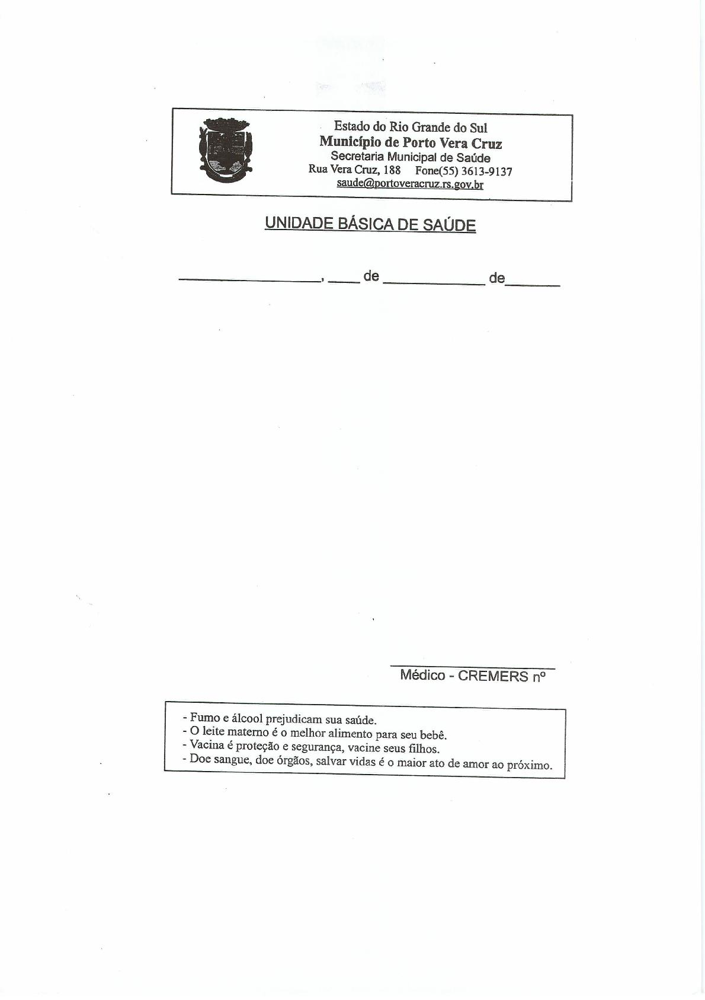 Estado do Rio Grande do Sul
Município de Porto Vera Cruz
Secretaria Municipal de Saúde
Rua Vera Cruz, 188 Fone(55) 3613-9137
saude@portoveracruz.rs.gov.br
UNIDADE BÁSICA DE SAÚDE
________________, ____ de ____________ de______
Médico - CREMERS nº
- Fumo e álcool prejudicam sua saúde.
- O leite materno é o melhor alimento para seu bebê.
- Vacina é proteção e segurança, vacine seus filhos.
- Doe sangue, doe órgãos, salvar vidas é o maior ato de amor ao próximo.